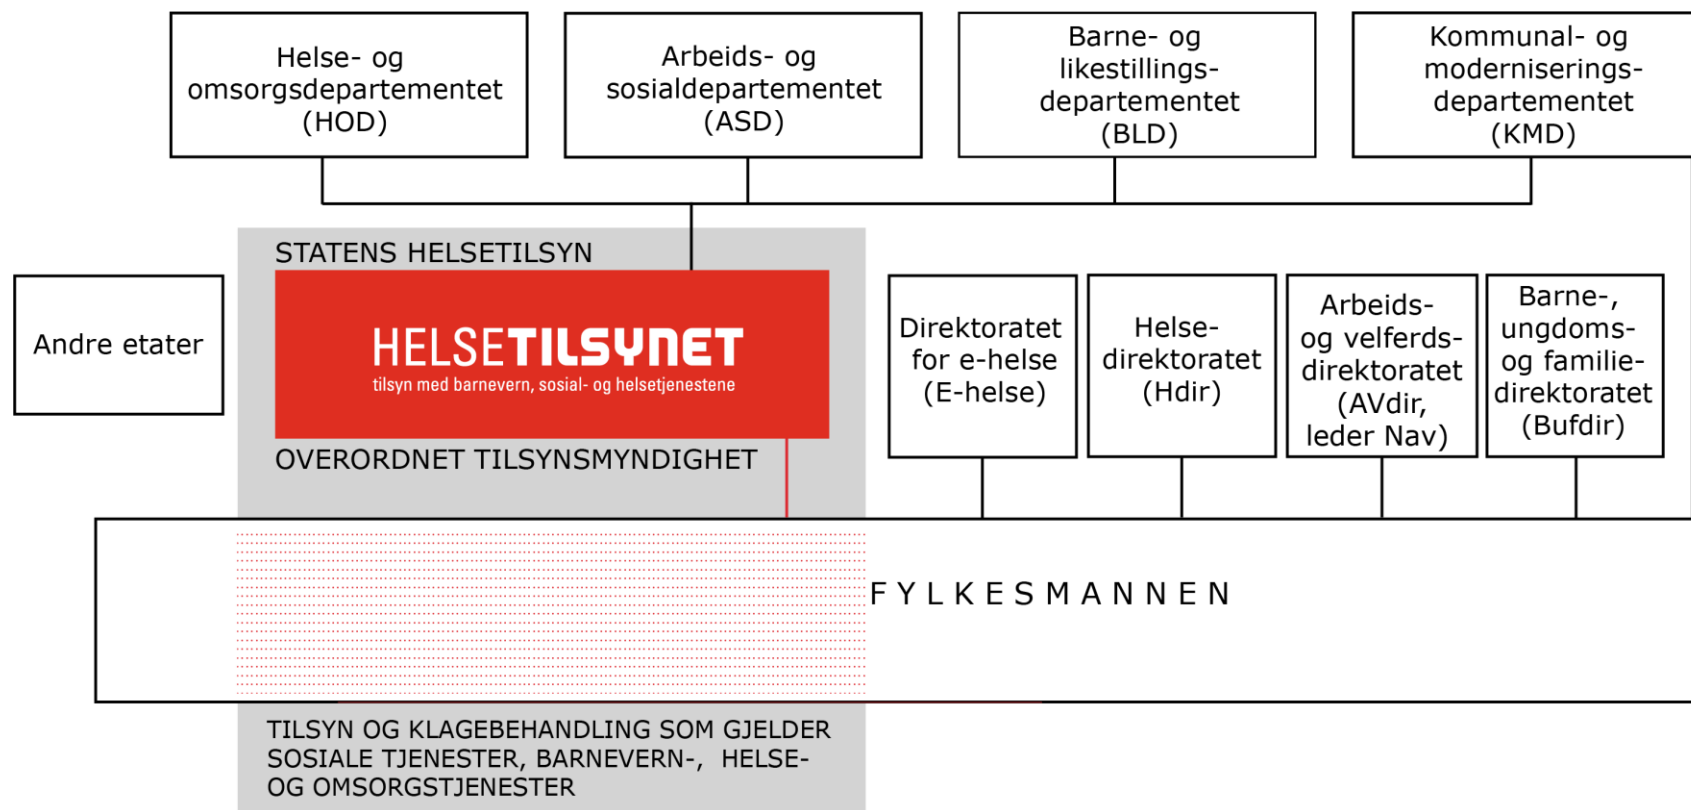 Helse- og
omsorgsdepartementet
(HOD)
Arbeids- og
sosialdepartementet
(ASD)
Barne- og
likestillings-
departementet
(BLD)
Kommunal- og
moderniserings-
departementet
(KMD)
STATENS HELSETILSYN
HELSETILSYNET
tilsyn med barnevern, sosial- og helsetjenestene
OVERORDNET TILSYNSMYNDIGHET
Andre etater
Direktoratet
for e-helse
(E-helse)
Helse-
direktoratet
(Hdir)
Arbeids-
og velferds-
direktoratet
(AVdir,
leder Nav)
Barne-,
ungdoms-
og familie-
direktoratet
(Bufdir)
FYLKESMANNEN
TILSYN OG KLAGEBEHANDLING SOM GJELDER
SOSIALE TJENESTER, BARNEVERN-, HELSE-
OG OMSORGSTJENESTER